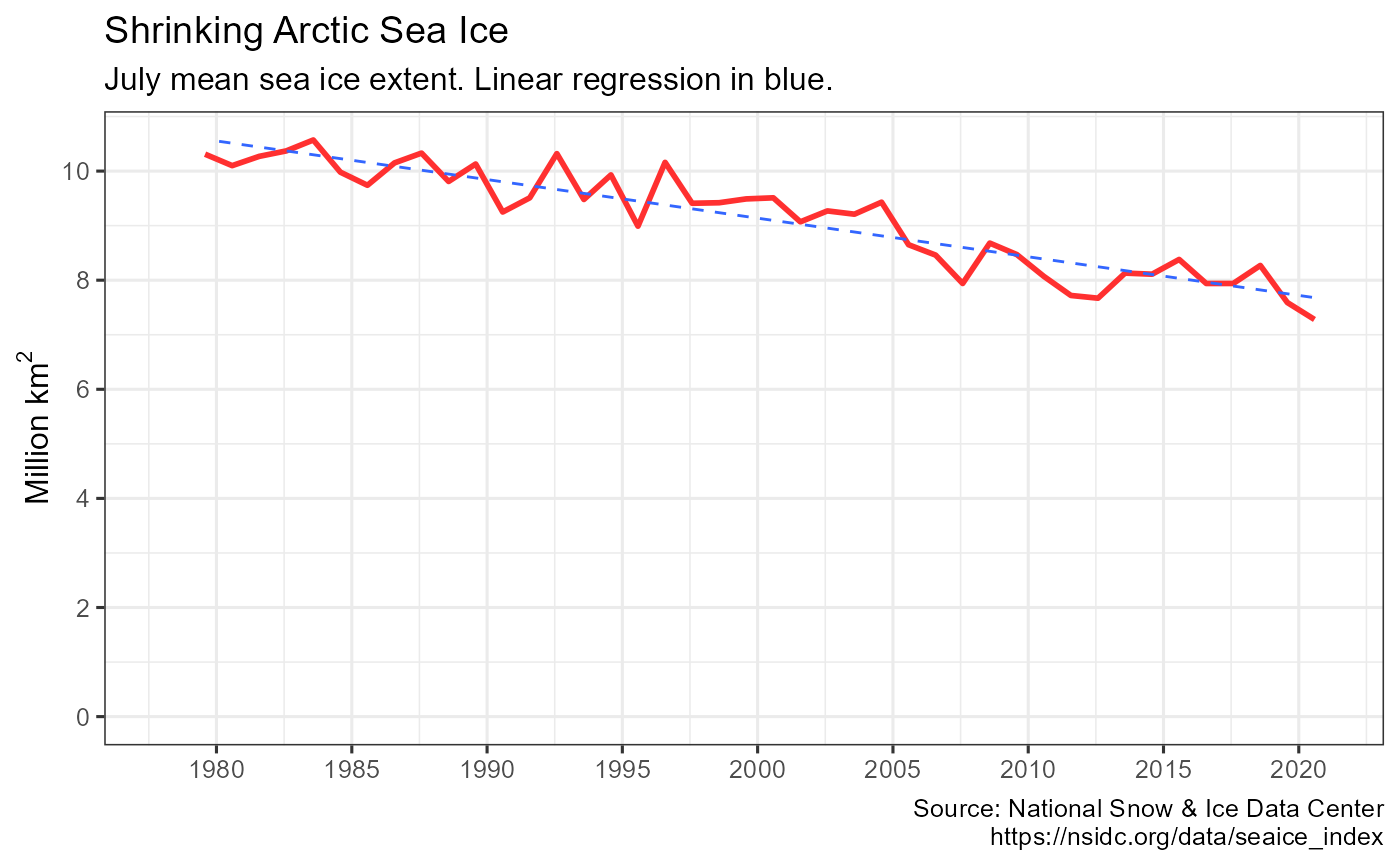 Shrinking Arctic Sea Ice
July mean sea ice extent. Linear regression in blue.
Million km²
10
8
6
4
2
0
1980 1985 1990 1995 2000 2005 2010 2015 2020
Source: National Snow & Ice Data Center
https://nsidc.org/data/seaice_index